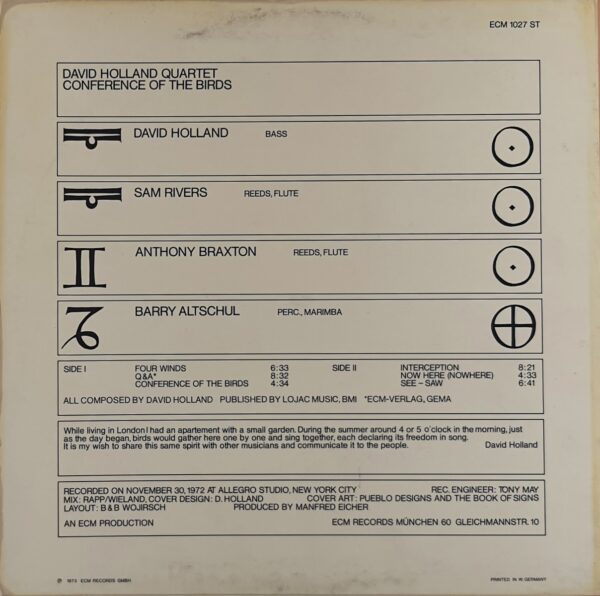 ECM 1027 ST
DAVID HOLLAND QUARTET
CONFERENCE OF THE BIRDS
DAVID HOLLAND BASS
SAM RIVERS REEDS, FLUTE
ANTHONY BRAXTON REEDS, FLUTE
BARRY ALTSCHUL PERC., MARIMBA
SIDE I FOUR WINDS 6:33 SIDE II INTERCEPTION 8:21
Q&A* 8:32 NOW HERE (NOWHERE) 4:33
CONFERENCE OF THE BIRDS 4:34 SEE – SAW 6:41
ALL COMPOSED BY DAVID HOLLAND PUBLISHED BY LOJAC MUSIC, BMI *ECM-VERLAG, GEMA
While living in London I had an apartement with a small garden. During the summer around 4 or 5 o'clock in the morning, just
as the day began, birds would gather here one by one and sing together, each declaring its freedom in song.
It is my wish to share this same spirit with other musicians and communicate it to the people. David Holland
RECORDED ON NOVEMBER 30, 1972 AT ALLEGRO STUDIO, NEW YORK CITY REC. ENGINEER: TONY MAY
MIX: RAPP/WIELAND, COVER DESIGN: D. HOLLAND COVER ART: PUEBLO DESIGNS AND THE BOOK OF SIGNS
LAYOUT: B & B WOJIRSCH PRODUCED BY MANFRED EICHER
AN ECM PRODUCTION ECM RECORDS MÜNCHEN 60 GLEICHMANNSTR. 10
℗ 1973 ECM RECORDS GMBH PRINTED IN W. GERMANY